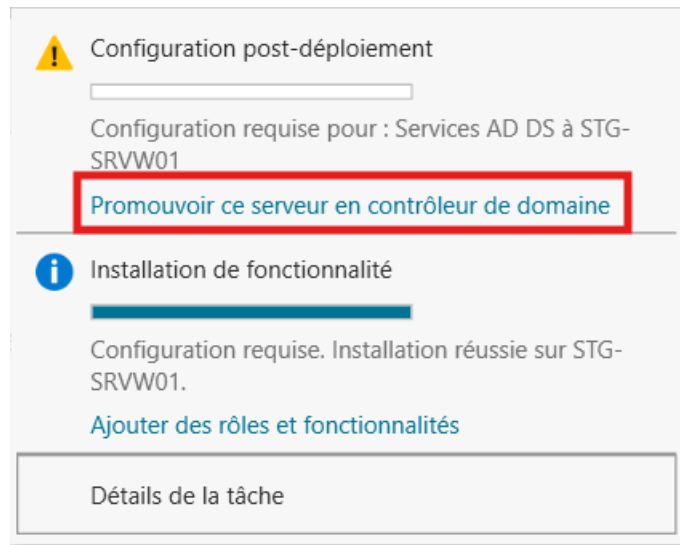 Configuration post-déploiement
Configuration requise pour : Services AD DS à STG-
SRVW01
Promouvoir ce serveur en contrôleur de domaine
Installation de fonctionnalité
Configuration requise. Installation réussie sur STG-
SRVW01.
Ajouter des rôles et fonctionnalités
Détails de la tâche